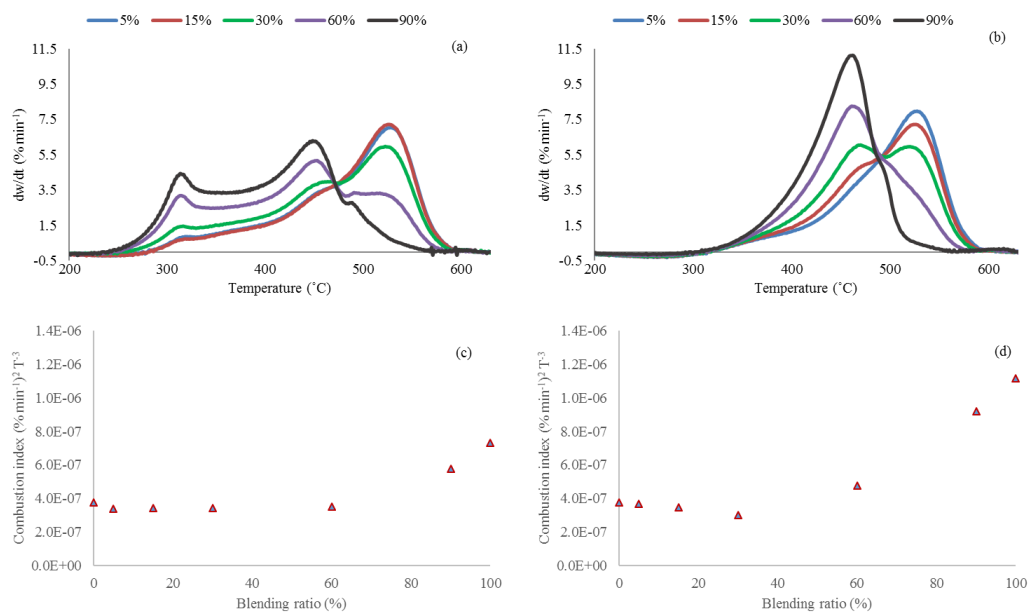 5% 15% 30% 60% 90%
(a)
11.5
9.5
7.5
5.5
3.5
1.5
-0.5
dw/dt (% min⁻¹)
200 300 400 500 600
Temperature (˚C)
5% 15% 30% 60% 90%
(b)
11.5
9.5
7.5
5.5
3.5
1.5
-0.5
dw/dt (% min⁻¹)
200 300 400 500 600
Temperature (˚C)
(c)
1.4E-06
1.2E-06
1.0E-06
8.0E-07
6.0E-07
4.0E-07
2.0E-07
0.0E+00
Combustion index (% min⁻¹)² T⁻³
0 20 40 60 80 100
Blending ratio (%)
(d)
1.4E-06
1.2E-06
1.0E-06
8.0E-07
6.0E-07
4.0E-07
2.0E-07
0.0E+00
Combustion index (% min⁻¹)² T⁻³
0 20 40 60 80 100
Blending ratio (%)